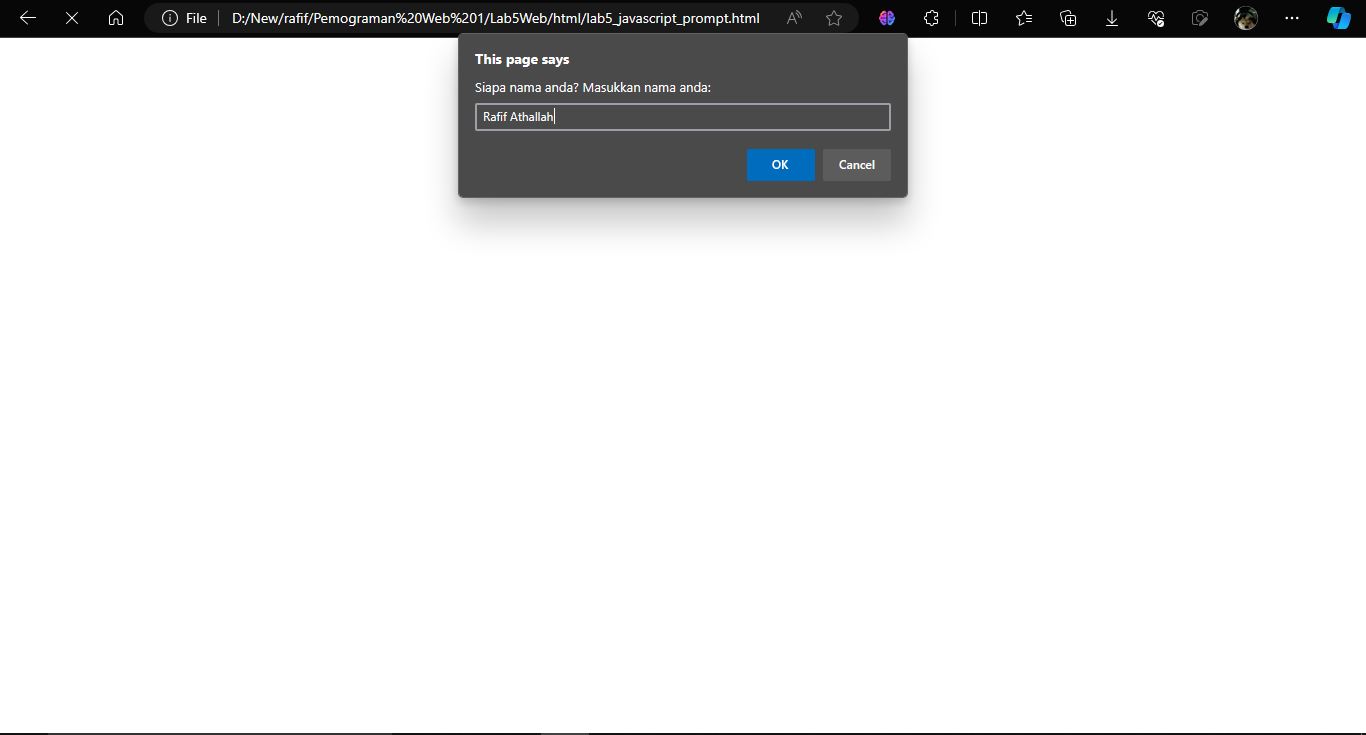 File D:/New/rafif/Pemograman%20Web%201/Lab5Web/html/lab5_javascript_prompt.html
This page says
Siapa nama anda? Masukkan nama anda:
Rafif Athallah
OK Cancel